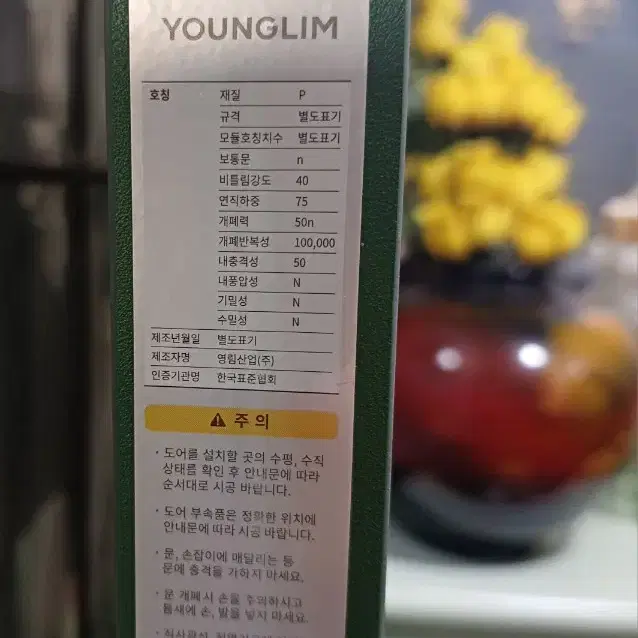 YOUNGLIM
호칭 재질 P
규격 별도표기
모듈호칭치수 별도표기
보통문 n
비틀림강도 40
연직하중 75
개폐력 50n
개폐반복성 100,000
내충격성 50
내풍압성 N
기밀성 N
수밀성 N
제조년월일 별도표기
제조자명 영림산업(주)
인증기관명 한국표준협회
주 의
· 도어를 설치할 곳의 수평, 수직
상태를 확인 후 안내문에 따라
순서대로 시공 바랍니다.
· 도어 부속품은 정확한 위치에
안내문에 따라 시공 바랍니다.
· 문, 손잡이에 매달리는 등
문에 충격을 가하지 마세요.
· 문 개폐시 손을 주의하시고
틈새에 손, 발을 넣지 마세요.